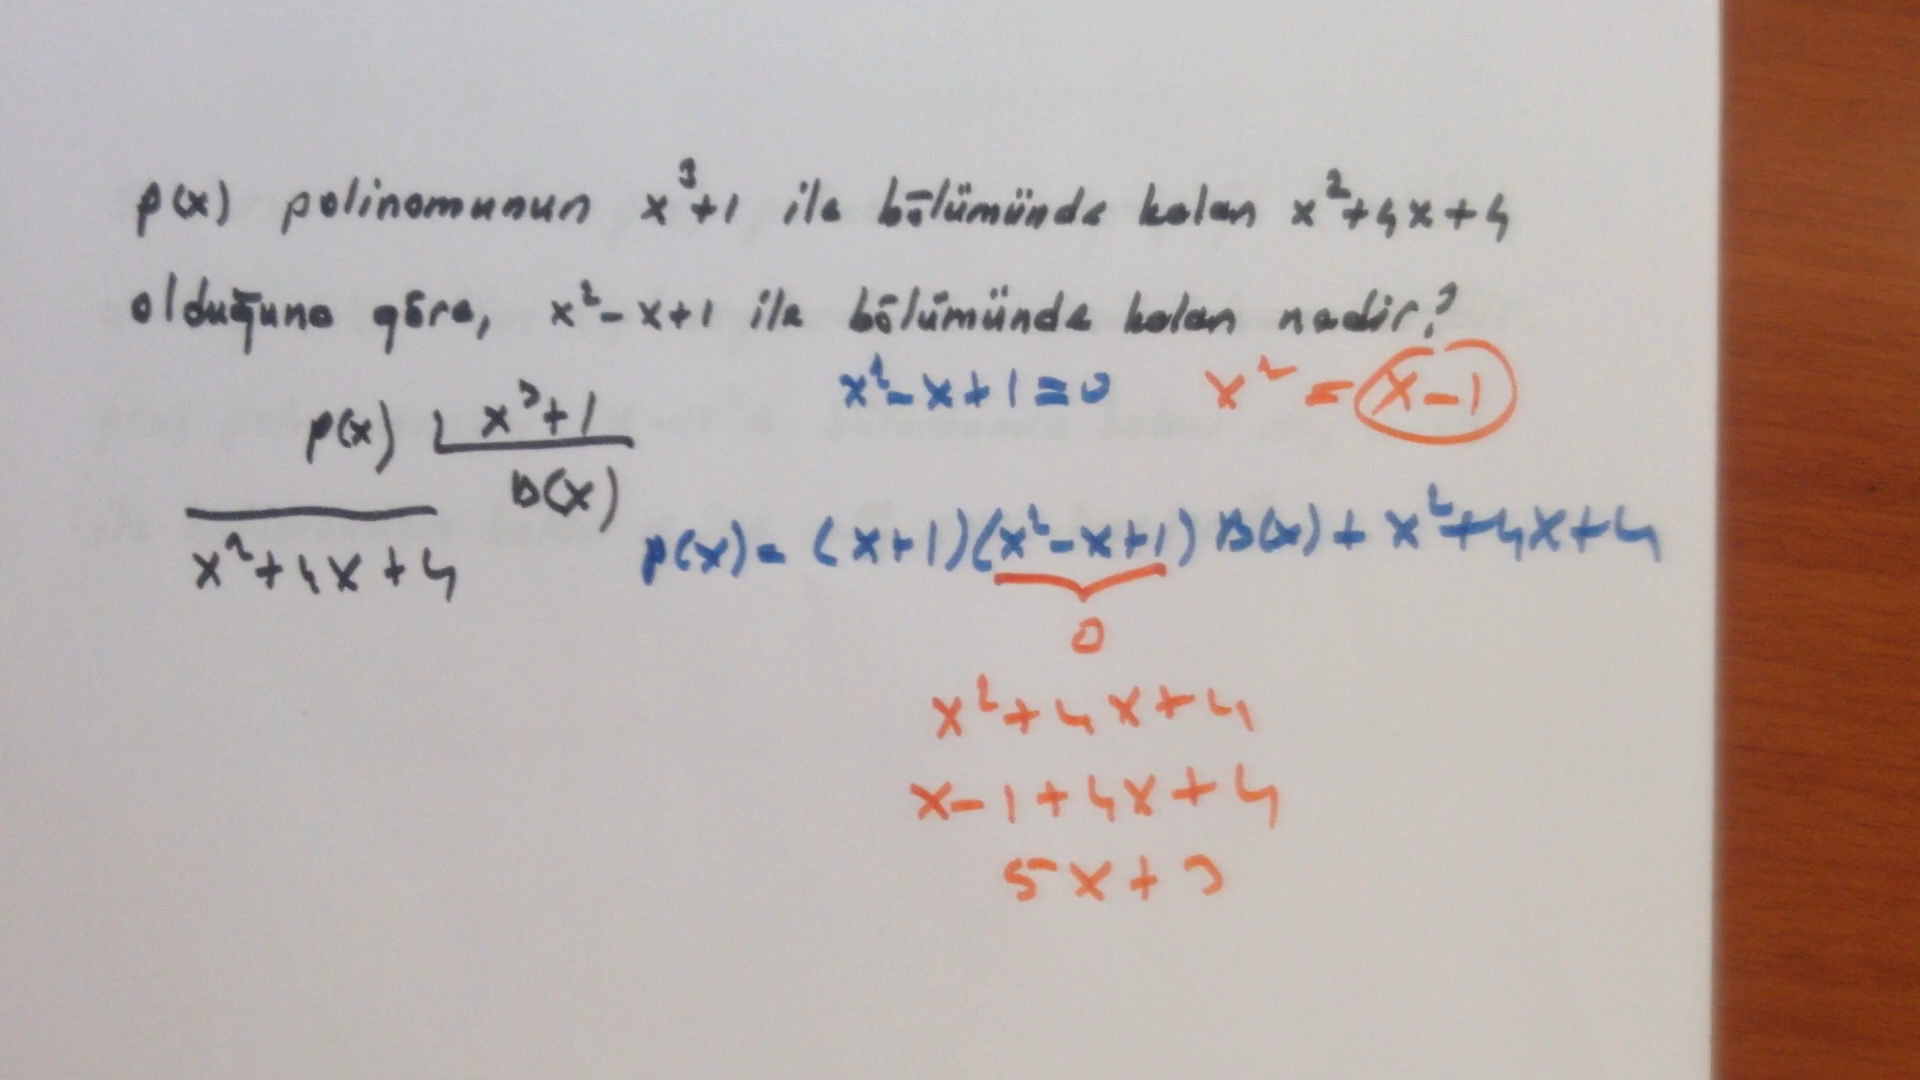 p(x) polinomunun x³+1 ile bölümünde kalan x²+4x+4
olduğuna göre, x²-x+1 ile bölümünde kalan nedir?
x²-x+1=0 x²=x-1
p(x) x³+1
B(x)
x²+4x+4
p(x)=(x+1)(x²-x+1)B(x)+x²+4x+4
0
x²+4x+4
x-1+4x+4
5x+3